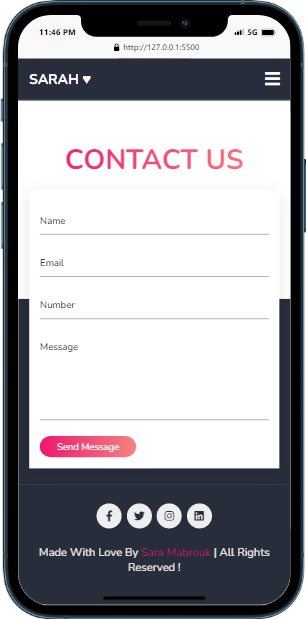 11:46 PM 5G
http://127.0.0.1:5500
SARAH ♥
CONTACT US
Name
Email
Number
Message
Send Message
Made With Love By Sara Mabrouk | All Rights
Reserved !